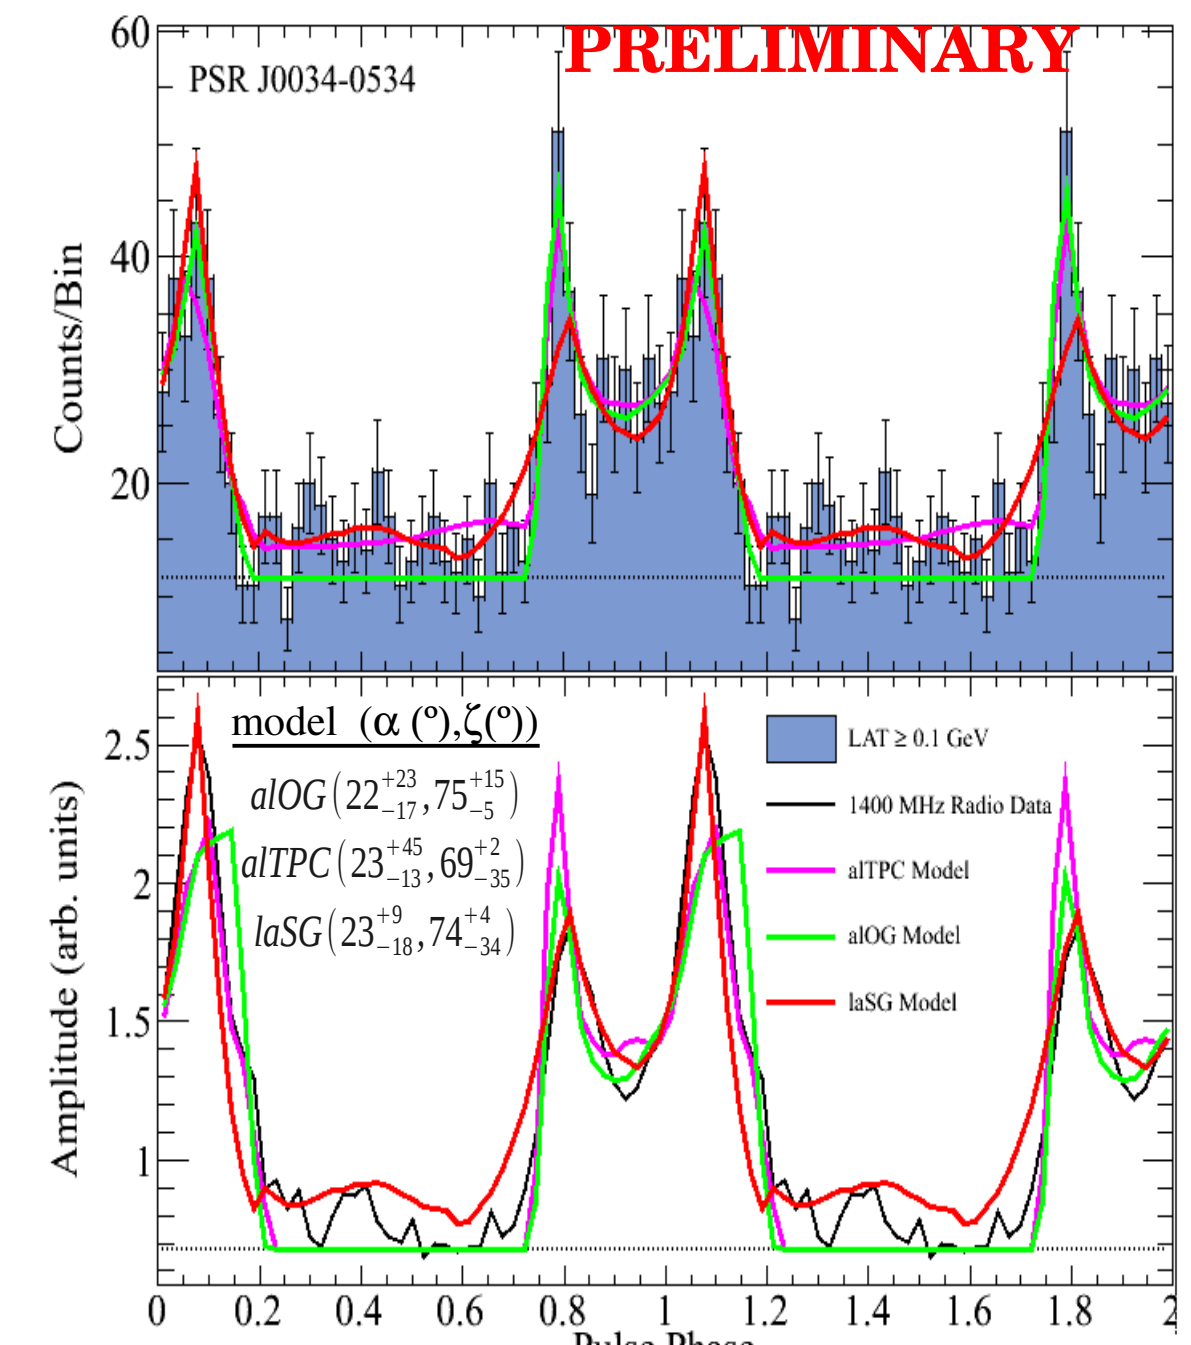 PRELIMINARY
60
PSR J0034-0534
40
20
Counts/Bin
model (α (º),ζ(º))
alOG(22 +23 −17, 75 +15 −5)
alTPC(23 +45 −13, 69 +2 −35)
laSG(23 +9 −18, 74 +4 −34)
LAT ≥ 0.1 GeV
1400 MHz Radio Data
alTPC Model
alOG Model
laSG Model
2.5
2
1.5
1
Amplitude (arb. units)
0 0.2 0.4 0.6 0.8 1 1.2 1.4 1.6 1.8 2
Pulse Phase